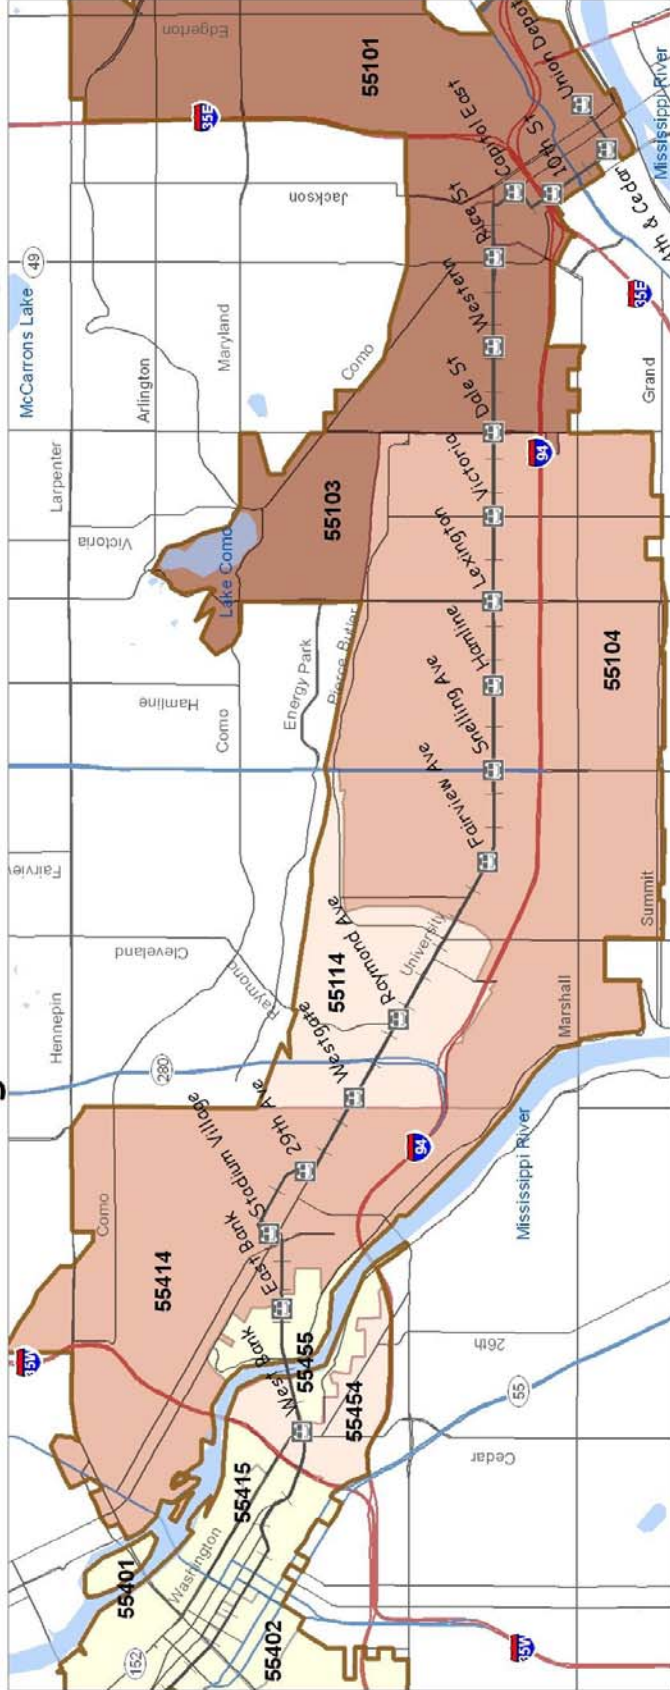 Edgerton
55101
35E
Jackson
49
McCarrons Lake
Arlington
Maryland
Como
Larpenter
Victoria
55103
Lake Como
Hamline
Como
Energy Park
Pierce Butler
Union Depot
10th St
Capitol East
Rice St
Western
Dale St
Victoria
Lexington
Hamline
Snelling Ave
Fairview Ave
4th & Cedar
Mississippi River
35E
Grand
94
55104
Fairview
Cleveland
Raymond
55114
Raymond Ave
University
Summit
Marshall
Hennepin
280
Westgate
29th Ave
Stadium Village
East Bank
West Bank
94
Mississippi River
Como
55414
35W
55455
55454
26th
55
Cedar
55415
55401
Washington
152
55402
35W